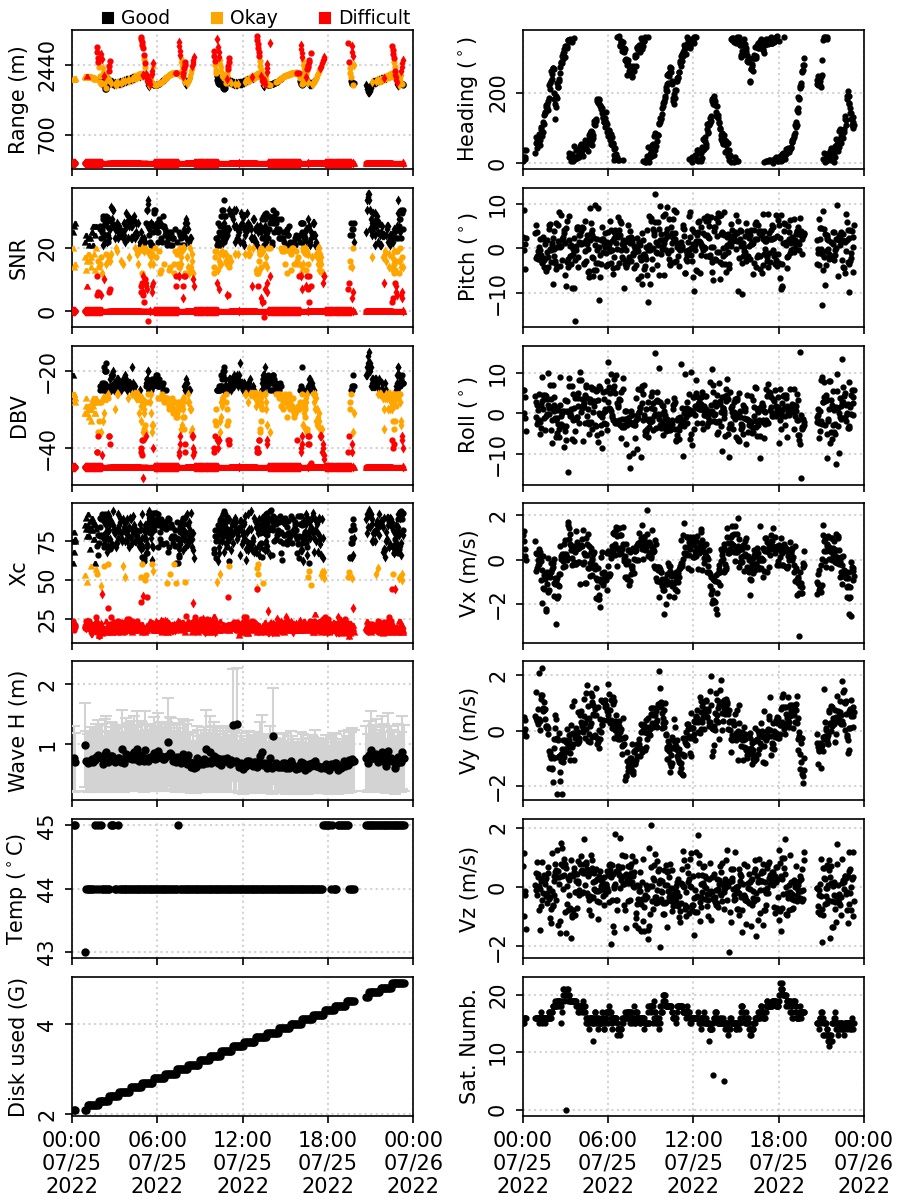 Good Okay Difficult
Range (m)
2440
700
Heading (°)
200
0
SNR
20
0
Pitch (°)
10
0
−10
DBV
−20
−40
Roll (°)
10
0
−10
Xc
75
50
25
Vx (m/s)
2
0
−2
Wave H (m)
2
1
Vy (m/s)
2
0
−2
Temp (°C)
45
44
43
Vz (m/s)
2
0
−2
Disk used (G)
4
2
Sat. Numb.
20
10
0
00:00 06:00 12:00 18:00 00:00
07/25 07/25 07/25 07/25 07/26
2022 2022 2022 2022 2022
00:00 06:00 12:00 18:00 00:00
07/25 07/25 07/25 07/25 07/26
2022 2022 2022 2022 2022